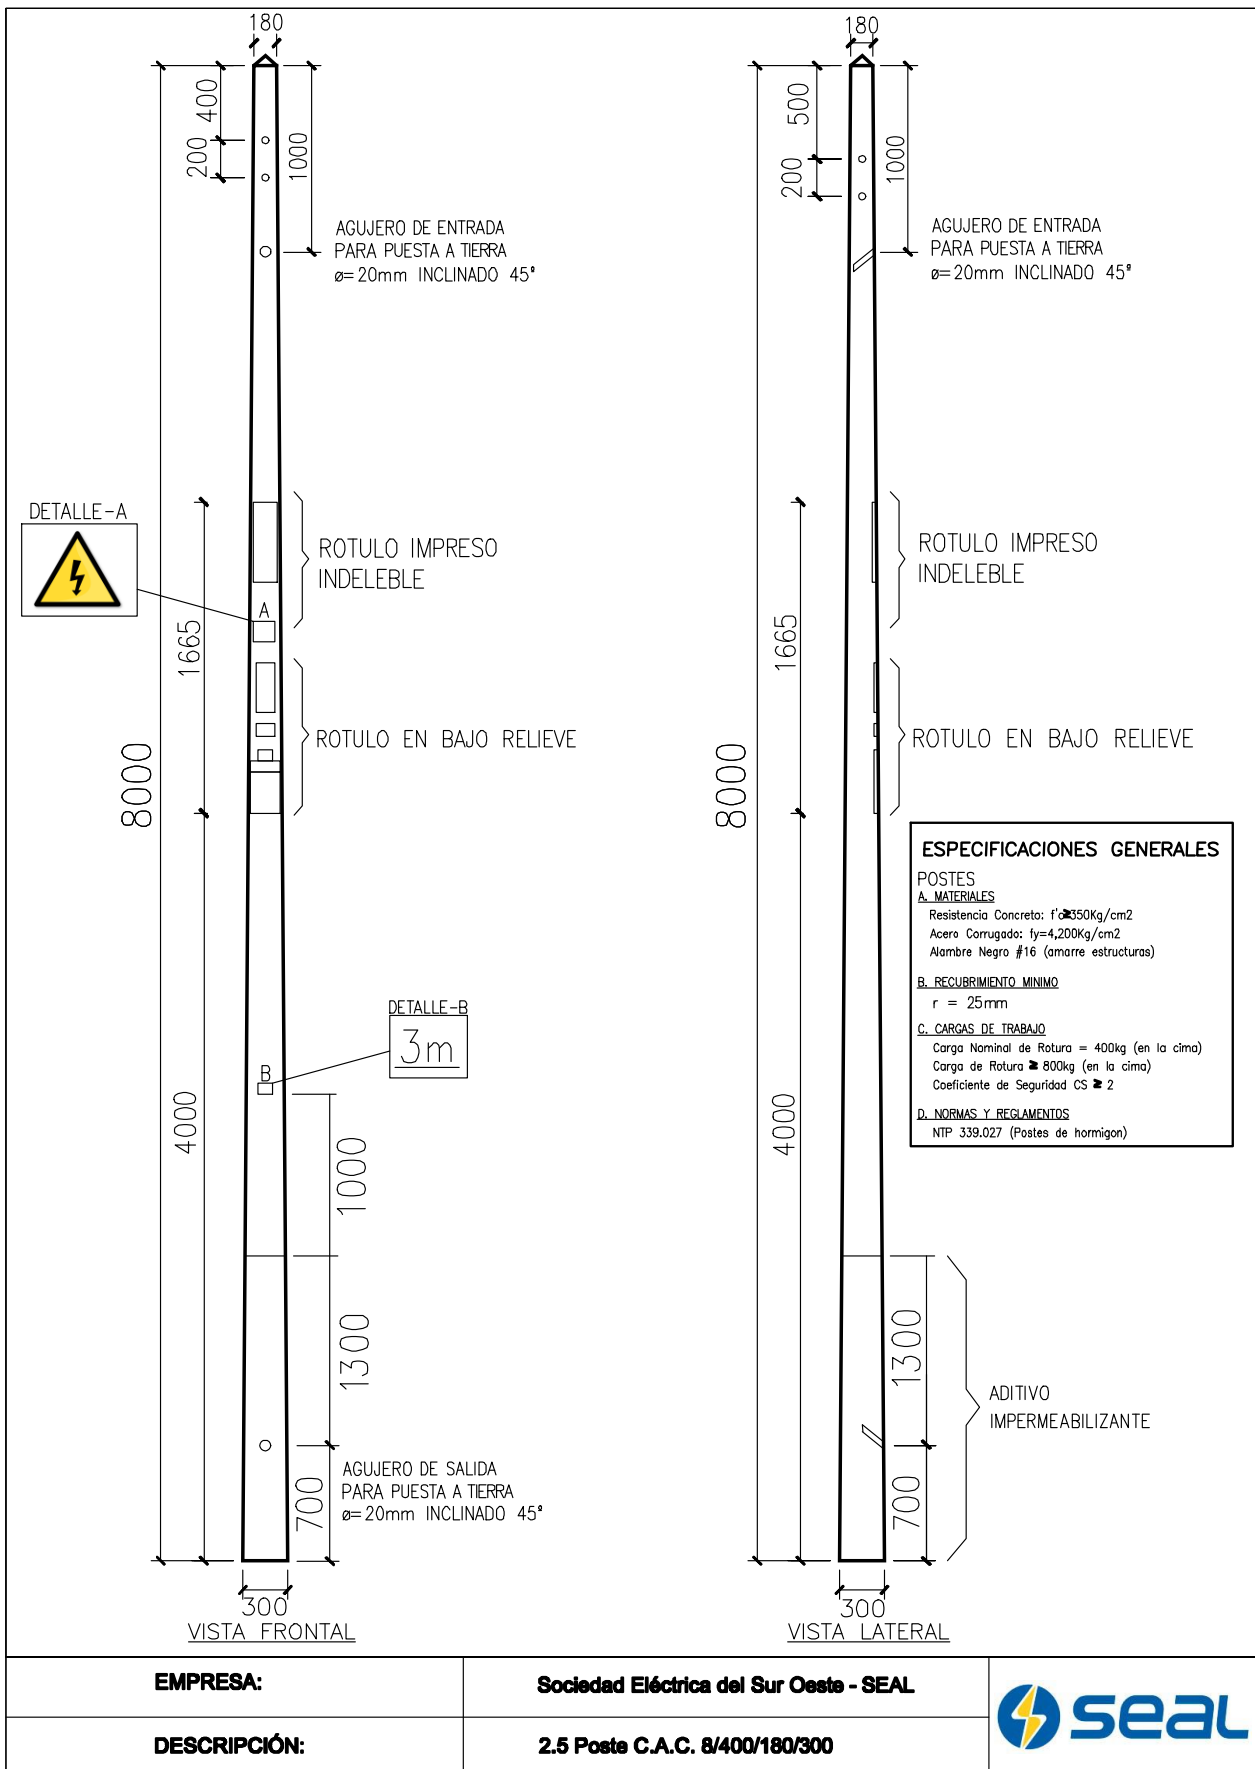 180
400
200
1000
AGUJERO DE ENTRADA
PARA PUESTA A TIERRA
ø=20mm INCLINADO 45°
DETALLE-A
A
ROTULO IMPRESO
INDELEBLE
1665
ROTULO EN BAJO RELIEVE
8000
DETALLE-B
3m
B
4000
1000
1300
AGUJERO DE SALIDA
PARA PUESTA A TIERRA
ø=20mm INCLINADO 45°
700
300
VISTA FRONTAL
180
500
200
1000
AGUJERO DE ENTRADA
PARA PUESTA A TIERRA
ø=20mm INCLINADO 45°
ROTULO IMPRESO
INDELEBLE
1665
ROTULO EN BAJO RELIEVE
8000
ESPECIFICACIONES GENERALES
POSTES
A. MATERIALES
Resistencia Concreto: f'c≥350Kg/cm2
Acero Corrugado: fy=4,200Kg/cm2
Alambre Negro #16 (amarre estructuras)
B. RECUBRIMIENTO MINIMO
r = 25mm
C. CARGAS DE TRABAJO
Carga Nominal de Rotura = 400kg (en la cima)
Carga de Rotura ≥ 800kg (en la cima)
Coeficiente de Seguridad CS ≥ 2
D. NORMAS Y REGLAMENTOS
NTP 339.027 (Postes de hormigon)
4000
1300
ADITIVO
IMPERMEABILIZANTE
700
300
VISTA LATERAL
EMPRESA:
Sociedad Eléctrica del Sur Oeste - SEAL
seal
DESCRIPCIÓN:
2.5 Poste C.A.C. 8/400/180/300